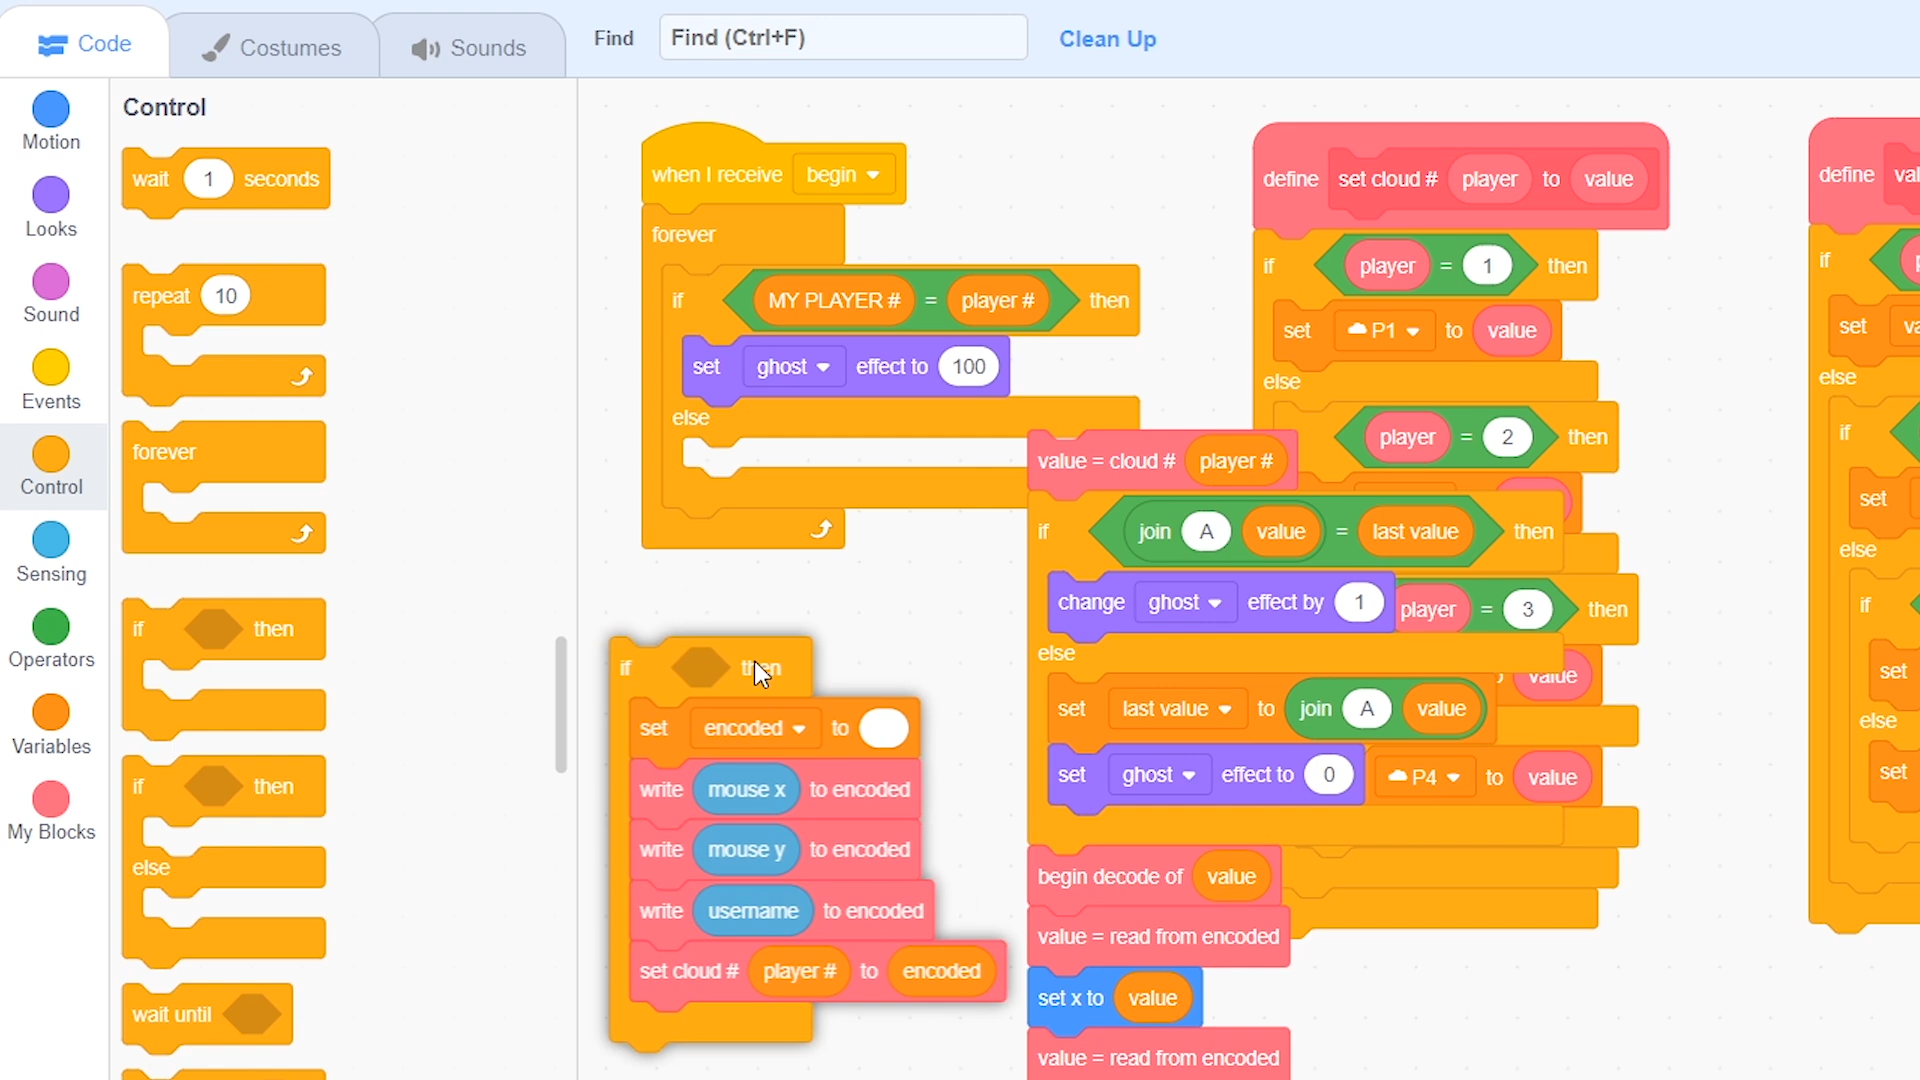 Code
Costumes
Sounds
Find
Find (Ctrl+F)
Clean Up
Motion
Looks
Sound
Events
Control
Sensing
Operators
Variables
My Blocks
Control
wait 1 seconds
repeat 10
forever
if then
if then
else
wait until
when I receive begin
forever
if MY PLAYER # = player # then
set ghost effect to 100
else
if then
set encoded to
write mouse x to encoded
write mouse y to encoded
write username to encoded
set cloud # player # to encoded
value = cloud # player #
if join A value = last value then
change ghost effect by 1
else
set last value to join A value
set ghost effect to 0
begin decode of value
value = read from encoded
set x to value
value = read from encoded
define set cloud # player to value
if player = 1 then
set P1 to value
else
player = 2 then
player = 3 then
value
P4 to value
define
if
set
else
if
set
else
if
set
else
set